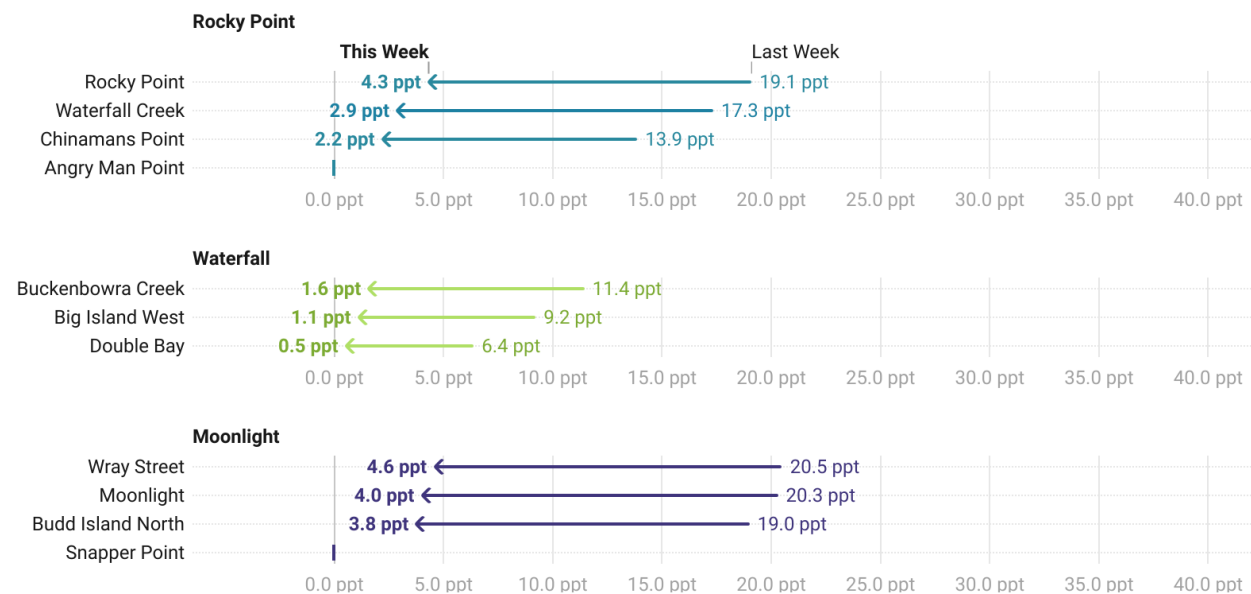 Rocky Point
This Week Last Week
Rocky Point 4.3 ppt 19.1 ppt
Waterfall Creek 2.9 ppt 17.3 ppt
Chinamans Point 2.2 ppt 13.9 ppt
Angry Man Point
0.0 ppt 5.0 ppt 10.0 ppt 15.0 ppt 20.0 ppt 25.0 ppt 30.0 ppt 35.0 ppt 40.0 ppt
Waterfall
Buckenbowra Creek 1.6 ppt 11.4 ppt
Big Island West 1.1 ppt 9.2 ppt
Double Bay 0.5 ppt 6.4 ppt
0.0 ppt 5.0 ppt 10.0 ppt 15.0 ppt 20.0 ppt 25.0 ppt 30.0 ppt 35.0 ppt 40.0 ppt
Moonlight
Wray Street 4.6 ppt 20.5 ppt
Moonlight 4.0 ppt 20.3 ppt
Budd Island North 3.8 ppt 19.0 ppt
Snapper Point
0.0 ppt 5.0 ppt 10.0 ppt 15.0 ppt 20.0 ppt 25.0 ppt 30.0 ppt 35.0 ppt 40.0 ppt